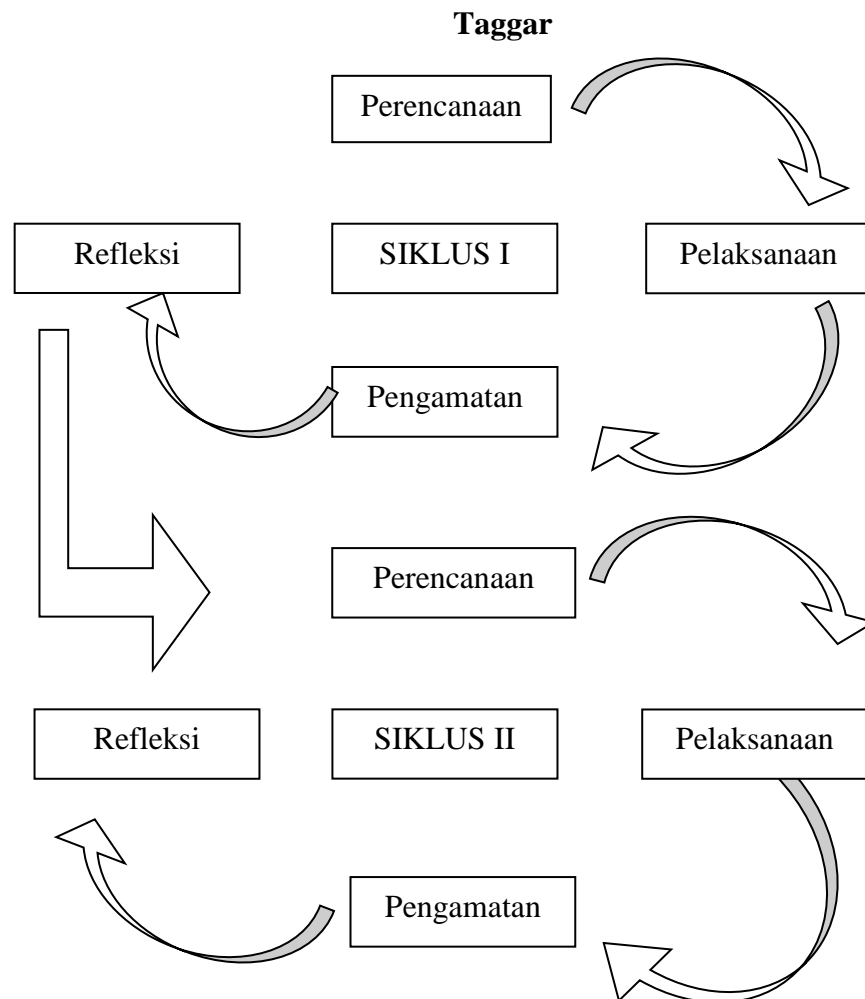 Taggar
Perencanaan
Refleksi
SIKLUS I
Pelaksanaan
Pengamatan
Perencanaan
Refleksi
SIKLUS II
Pelaksanaan
Pengamatan